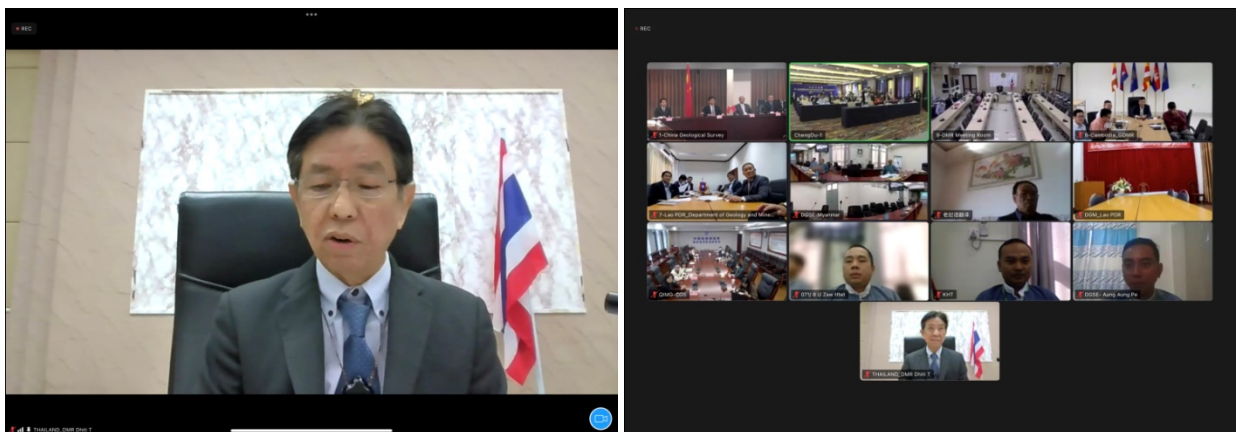 REC
THAILAND_DMR Dhiti T
REC
1-China Geological Survey
ChengDu-1
9-DMR Meeting Room
6-Cambodia_GDMR
7-Lao PDR_Department of Geology and Mine...
DGSE-Myanmar
DGM_Lao PDR
KHT
DGSE- Aung Aung Pe
THAILAND_DMR Dhiti T